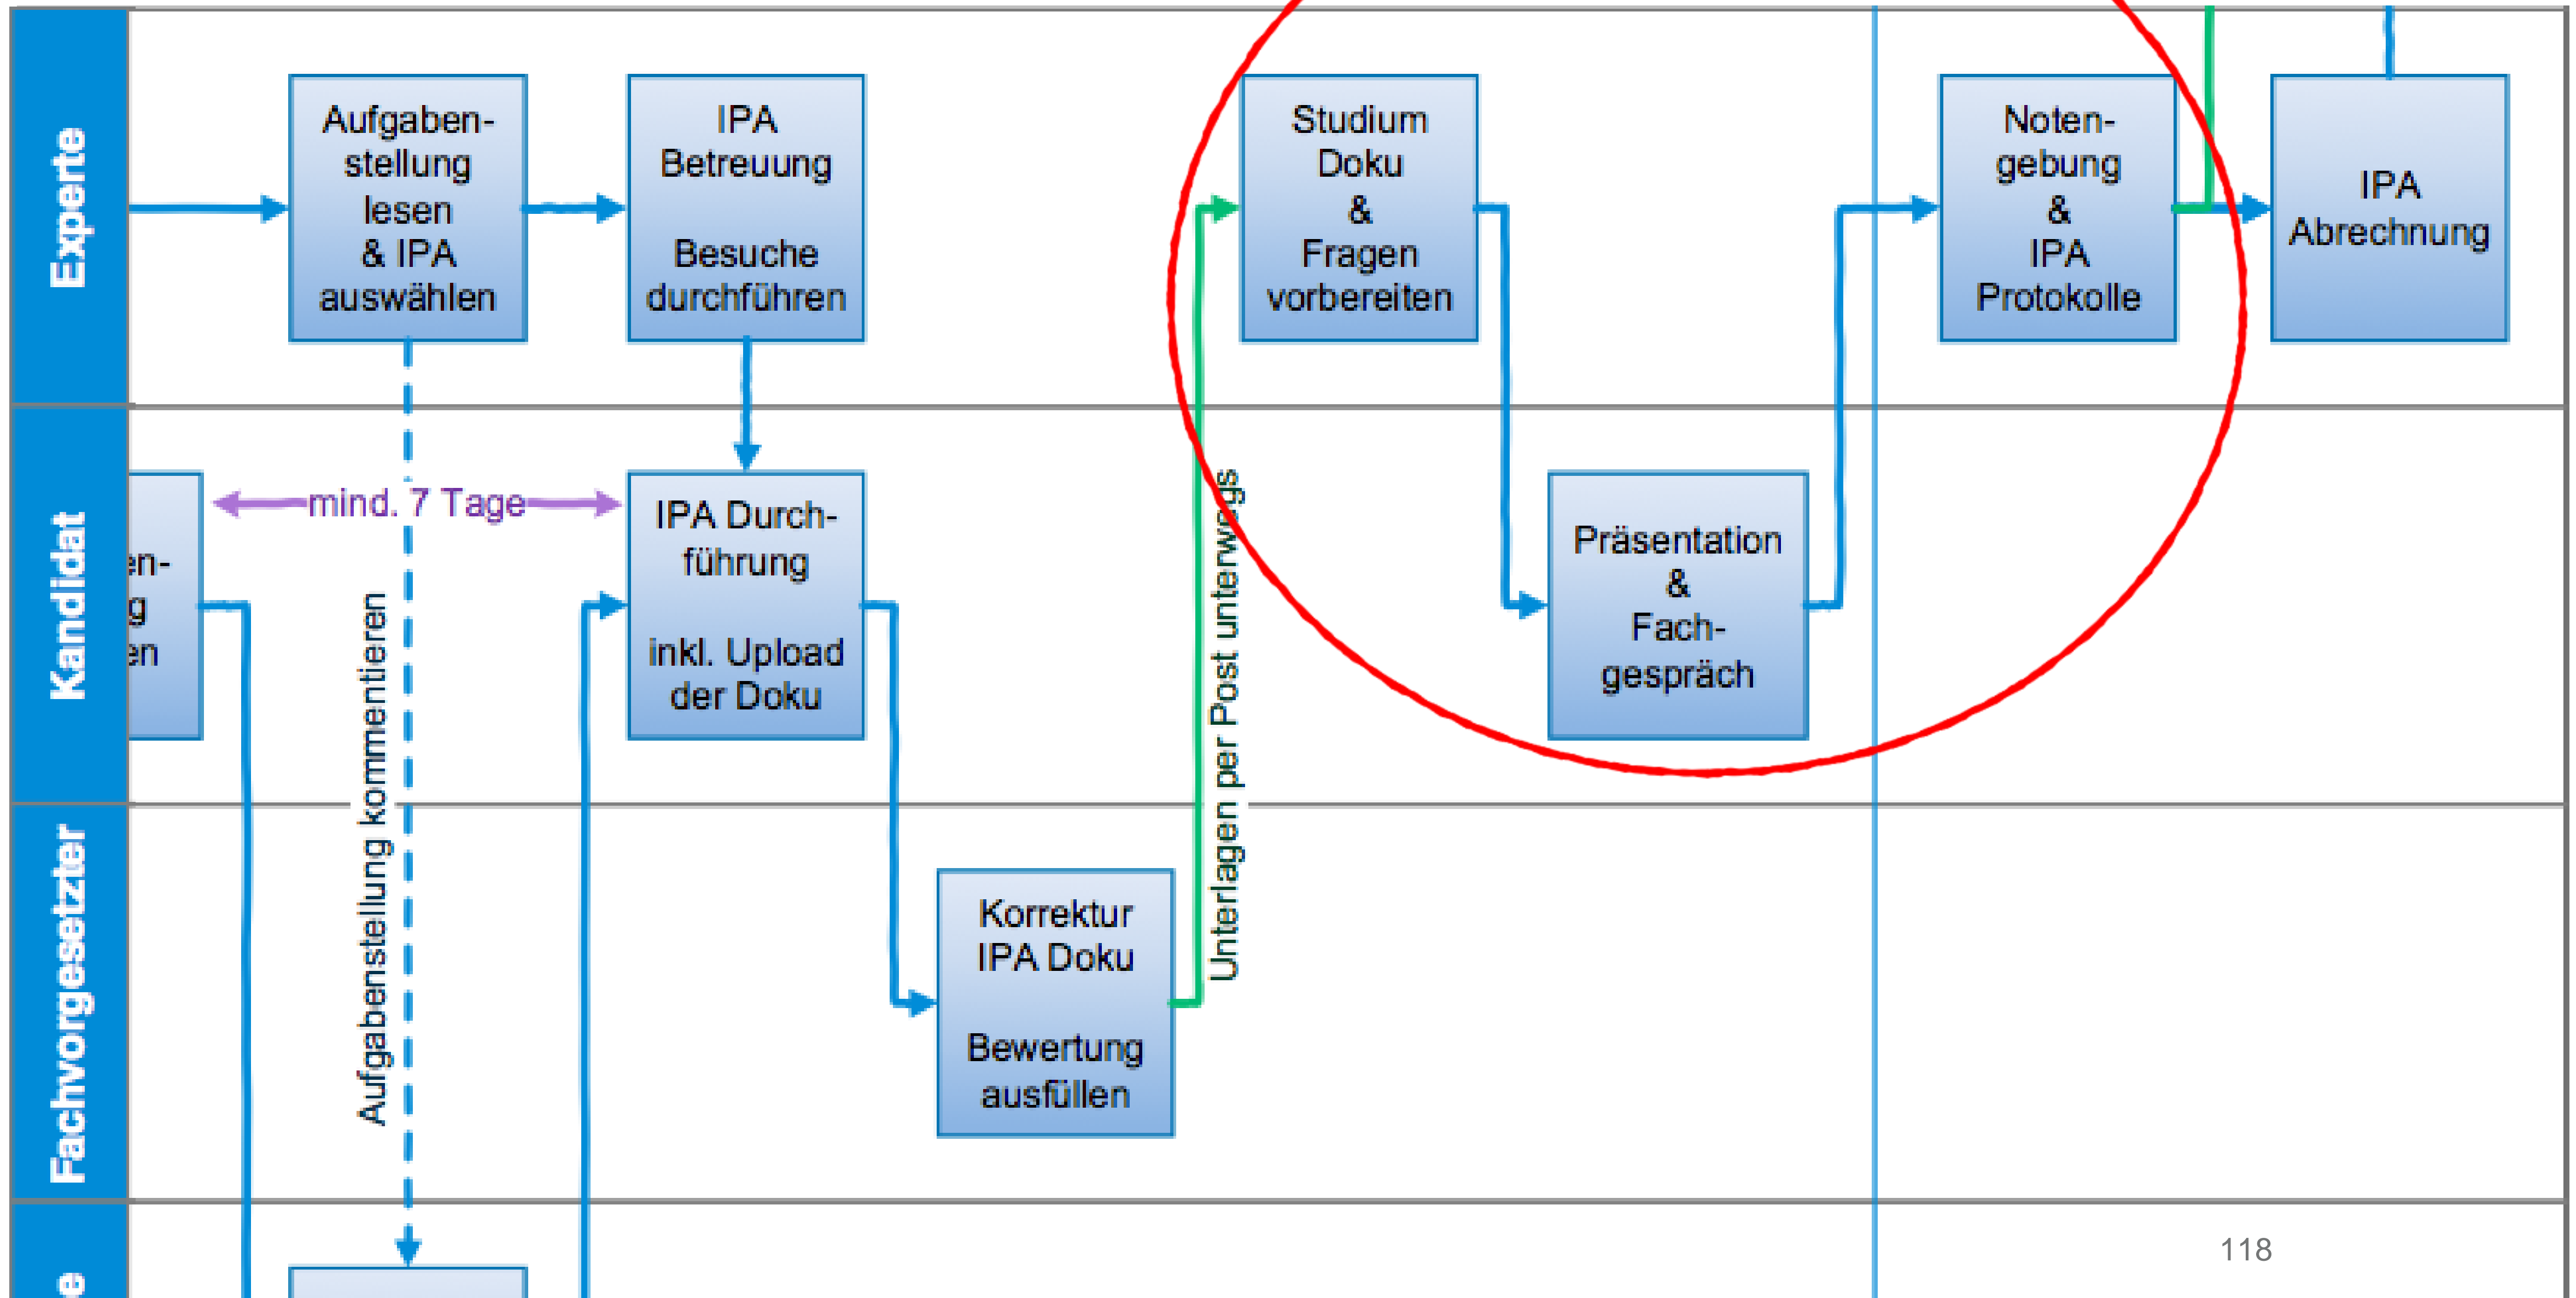 Experte
Aufgaben-
stellung
lesen
& IPA
auswählen
IPA
Betreuung
Besuche
durchführen
Studium
Doku
&
Fragen
vorbereiten
Noten-
gebung
&
IPA
Protokolle
IPA
Abrechnung
Kandidat
en-
g
en
mind. 7 Tage
Aufgabenstellung kommentieren
IPA Durch-
führung
inkl. Upload
der Doku
Unterlagen per Post unterwegs
Präsentation
&
Fach-
gespräch
Fachvorgesetzter
Korrektur
IPA Doku
Bewertung
ausfüllen
e
118